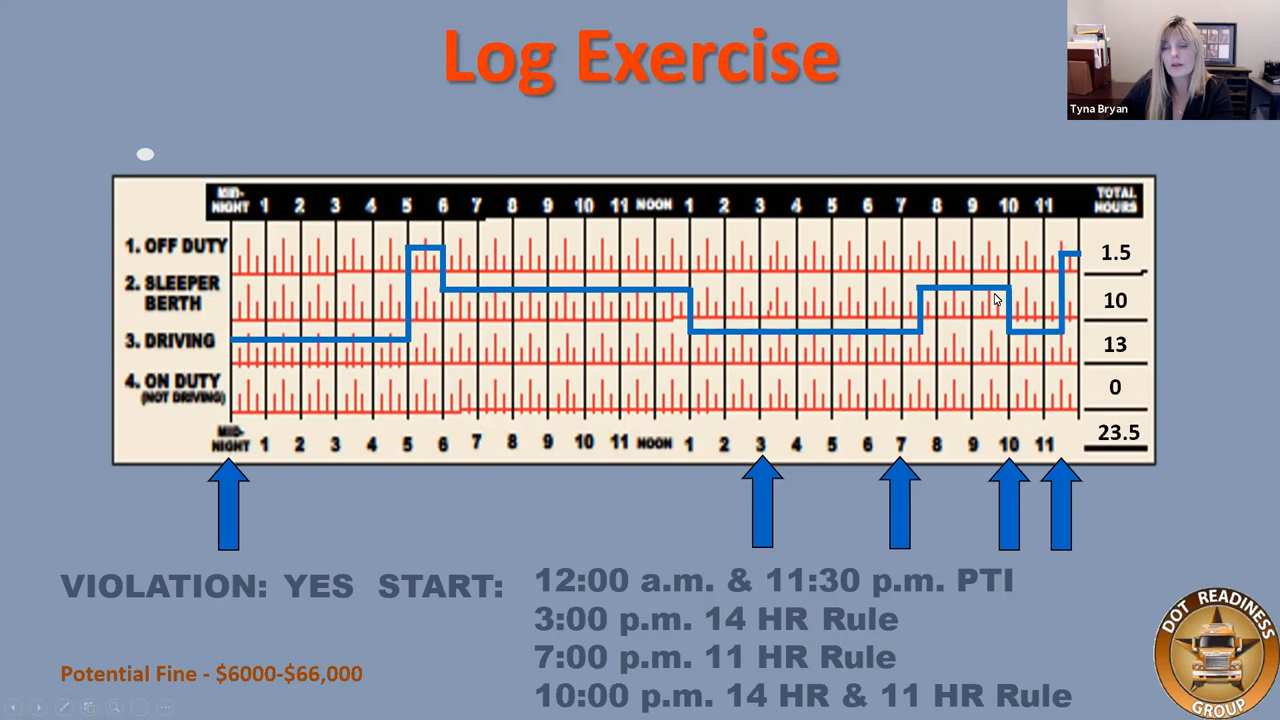 Log Exercise
Tyna Bryan
MID-
NIGHT 1 2 3 4 5 6 7 8 9 10 11 NOON 1 2 3 4 5 6 7 8 9 10 11
TOTAL
HOURS
1. OFF DUTY
1.5
2. SLEEPER
BERTH
10
3. DRIVING
13
4. ON DUTY
(NOT DRIVING)
0
MID-
NIGHT 1 2 3 4 5 6 7 8 9 10 11 NOON 1 2 3 4 5 6 7 8 9 10 11
23.5
VIOLATION: YES START:
12:00 a.m. & 11:30 p.m. PTI
3:00 p.m. 14 HR Rule
7:00 p.m. 11 HR Rule
10:00 p.m. 14 HR & 11 HR Rule
Potential Fine - $6000-$66,000
DOT READINESS
GROUP